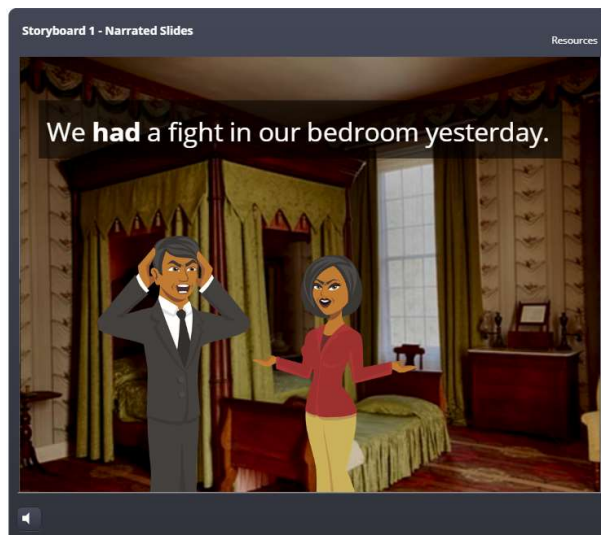 Storyboard 1 - Narrated Slides
Resources
We had a fight in our bedroom yesterday.